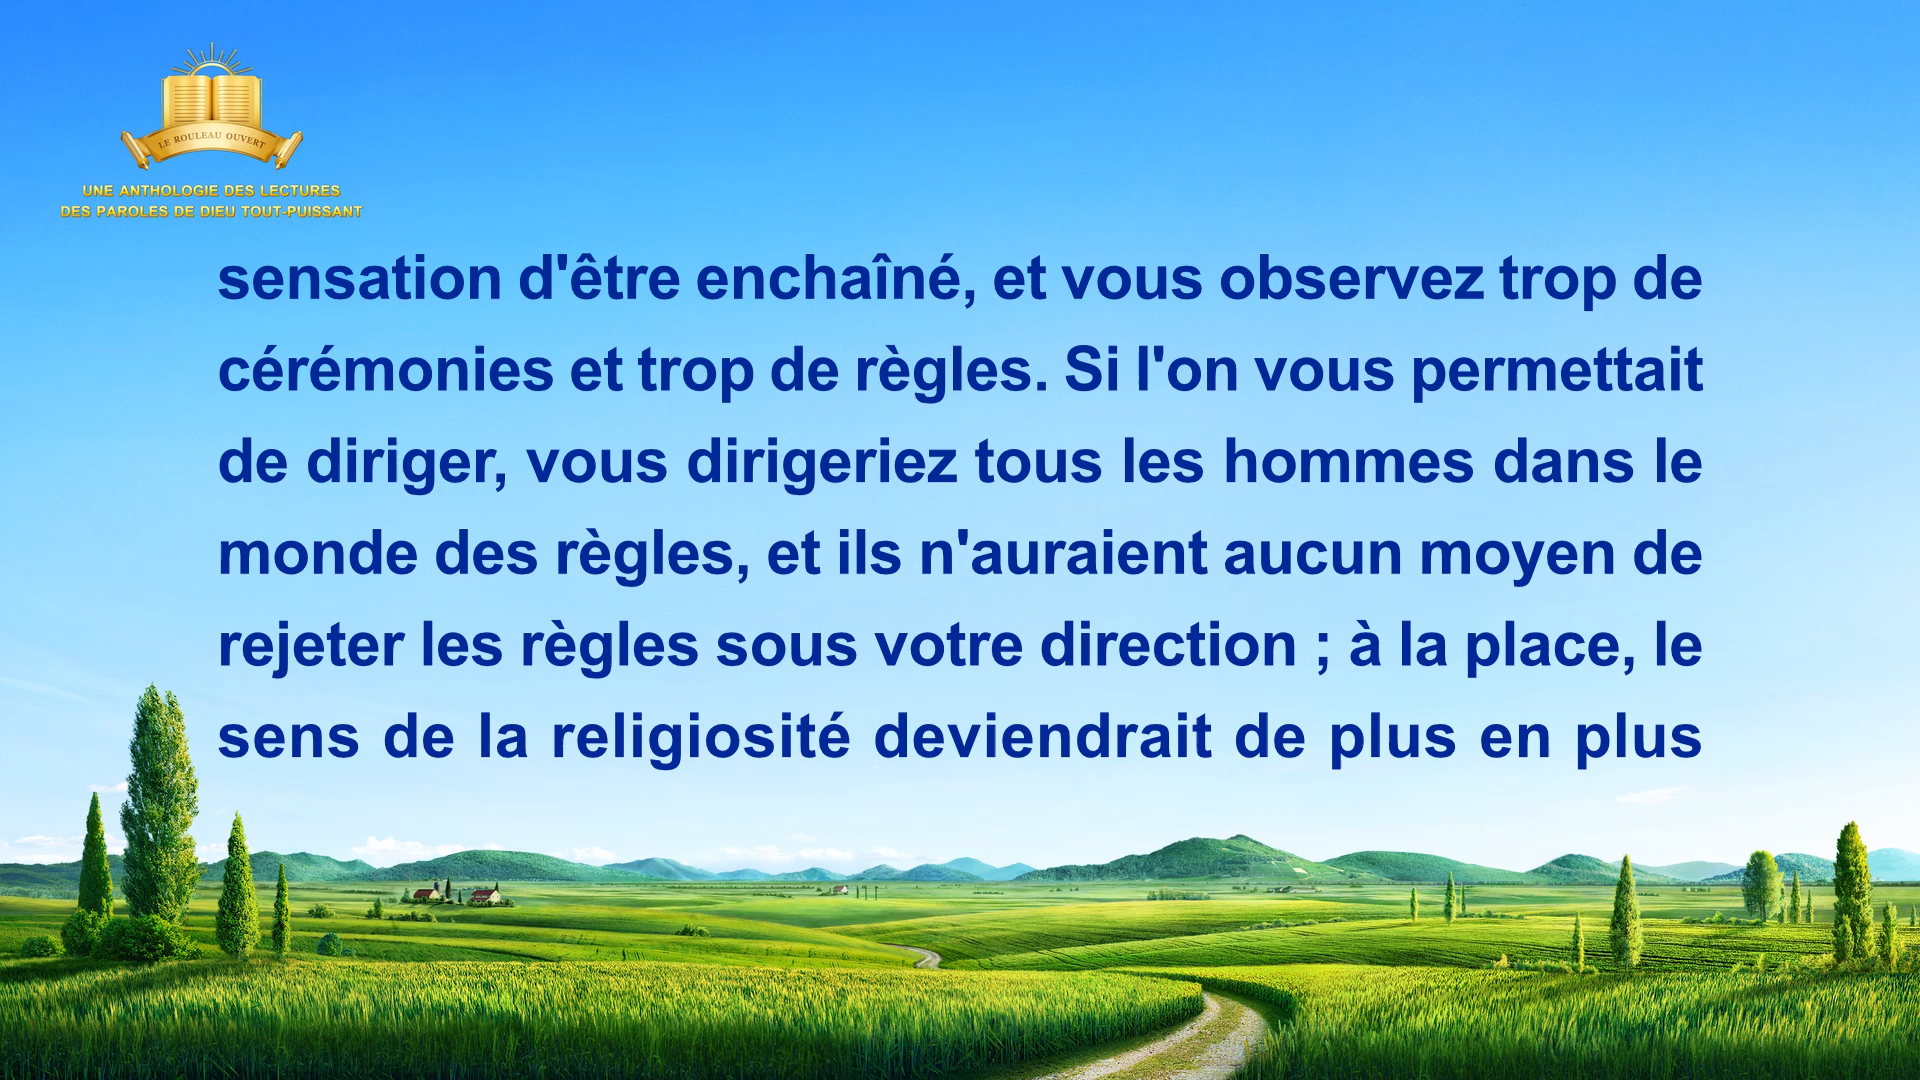 LE ROULEAU OUVERT
UNE ANTHOLOGIE DES LECTURES
DES PAROLES DE DIEU TOUT-PUISSANT
sensation d'être enchaîné, et vous observez trop de
cérémonies et trop de règles. Si l'on vous permettait
de diriger, vous dirigeriez tous les hommes dans le
monde des règles, et ils n'auraient aucun moyen de
rejeter les règles sous votre direction ; à la place, le
sens de la religiosité deviendrait de plus en plus